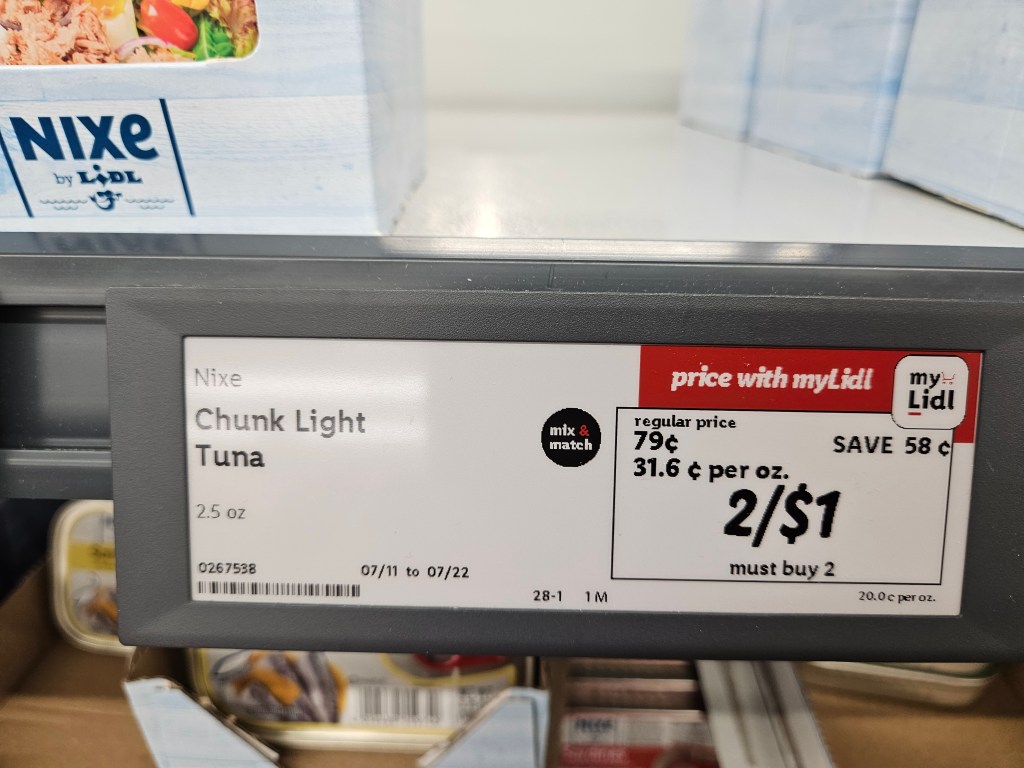 NIXe
by LiDL
Nixe
Chunk Light
Tuna
2.5 oz
0267538
07/11 to 07/22
28-1 1 M
mix &
match
price with myLidl
my
Lidl
regular price
79¢
SAVE 58 ¢
31.6 ¢ per oz.
2/$1
must buy 2
20.0 c per oz.